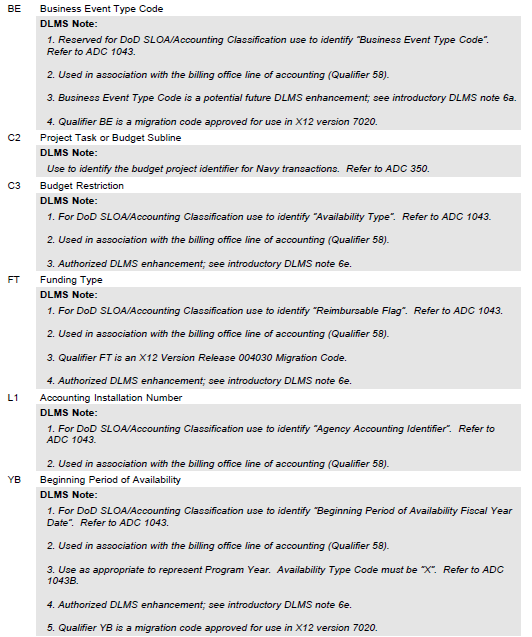 BE Business Event Type Code
DLMS Note:
1. Reserved for DoD SLOA/Accounting Classification use to identify "Business Event Type Code".
Refer to ADC 1043.
2. Used in association with the billing office line of accounting (Qualifier 58).
3. Business Event Type Code is a potential future DLMS enhancement; see introductory DLMS note 6a.
4. Qualifier BE is a migration code approved for use in X12 version 7020.
C2 Project Task or Budget Subline
DLMS Note:
Use to identify the budget project identifier for Navy transactions. Refer to ADC 350.
C3 Budget Restriction
DLMS Note:
1. For DoD SLOA/Accounting Classification use to identify "Availability Type". Refer to ADC 1043.
2. Used in association with the billing office line of accounting (Qualifier 58).
3. Authorized DLMS enhancement; see introductory DLMS note 6e.
FT Funding Type
DLMS Note:
1. For DoD SLOA/Accounting Classification use to identify "Reimbursable Flag". Refer to ADC 1043.
2. Used in association with the billing office line of accounting (Qualifier 58).
3. Qualifier FT is an X12 Version Release 004030 Migration Code.
4. Authorized DLMS enhancement; see introductory DLMS note 6e.
L1 Accounting Installation Number
DLMS Note:
1. For DoD SLOA/Accounting Classification use to identify "Agency Accounting Identifier". Refer to
ADC 1043.
2. Used in association with the billing office line of accounting (Qualifier 58).
YB Beginning Period of Availability
DLMS Note:
1. For DoD SLOA/Accounting Classification use to identify "Beginning Period of Availability Fiscal Year
Date". Refer to ADC 1043.
2. Used in association with the billing office line of accounting (Qualifier 58).
3. Use as appropriate to represent Program Year. Availability Type Code must be "X". Refer to ADC
1043B.
4. Authorized DLMS enhancement; see introductory DLMS note 6e.
5. Qualifier YB is a migration code approved for use in X12 version 7020.